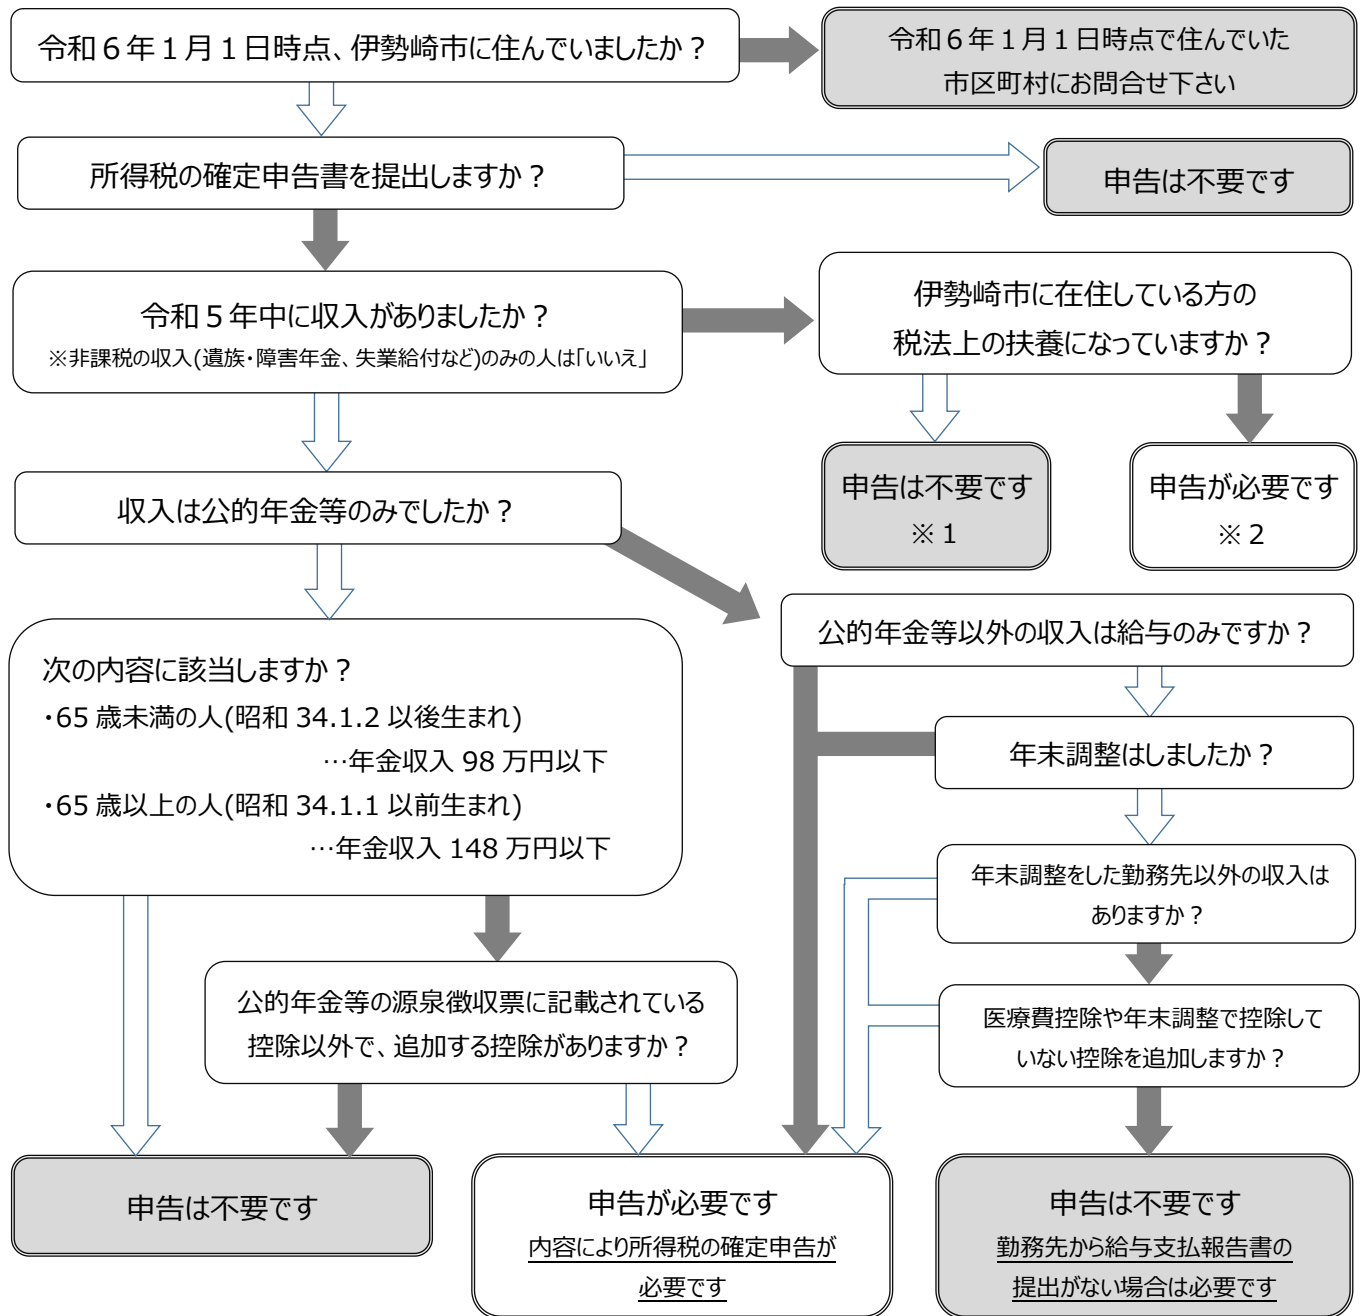 令和６年１月１日時点、伊勢崎市に住んでいましたか？
令和６年１月１日時点で住んでいた
市区町村にお問合せ下さい
所得税の確定申告書を提出しますか？
申告は不要です
令和５年中に収入がありましたか？
※非課税の収入(遺族・障害年金、失業給付など)のみの人は「いいえ」
伊勢崎市に在住している方の
税法上の扶養になっていますか？
申告は不要です
※１
申告が必要です
※２
収入は公的年金等のみでしたか？
公的年金等以外の収入は給与のみですか？
次の内容に該当しますか？
・65 歳未満の人(昭和 34.1.2 以後生まれ)
…年金収入 98 万円以下
・65 歳以上の人(昭和 34.1.1 以前生まれ)
…年金収入 148 万円以下
年末調整はしましたか？
年末調整をした勤務先以外の収入は
ありますか？
公的年金等の源泉徴収票に記載されている
控除以外で、追加する控除がありますか？
医療費控除や年末調整で控除して
いない控除を追加しますか？
申告は不要です
申告が必要です
内容により所得税の確定申告が
必要です
申告は不要です
勤務先から給与支払報告書の
提出がない場合は必要です